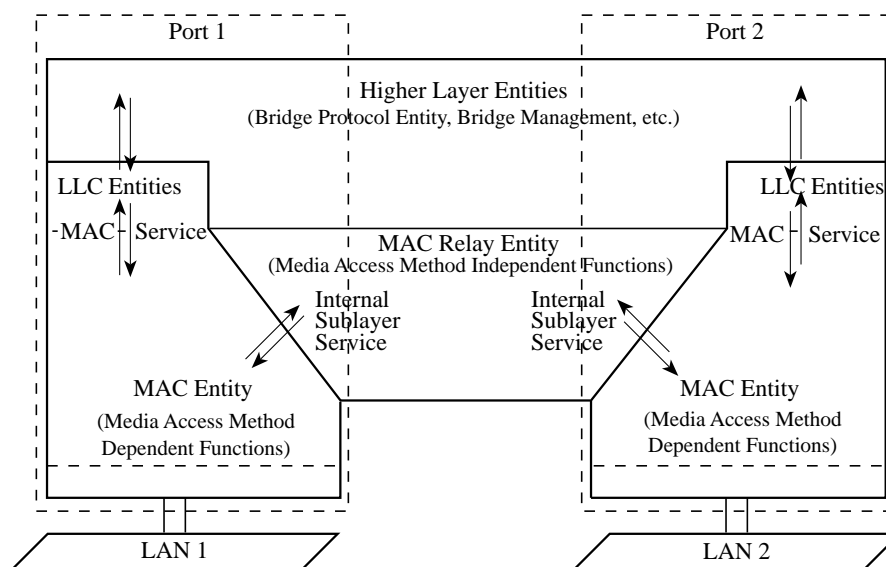 Port 1
Port 2
Higher Layer Entities
(Bridge Protocol Entity, Bridge Management, etc.)
LLC Entities
LLC Entities
MAC Service
MAC Service
MAC Relay Entity
(Media Access Method Independent Functions)
Internal
Sublayer
Service
Internal
Sublayer
Service
MAC Entity
(Media Access Method
Dependent Functions)
MAC Entity
(Media Access Method
Dependent Functions)
LAN 1
LAN 2